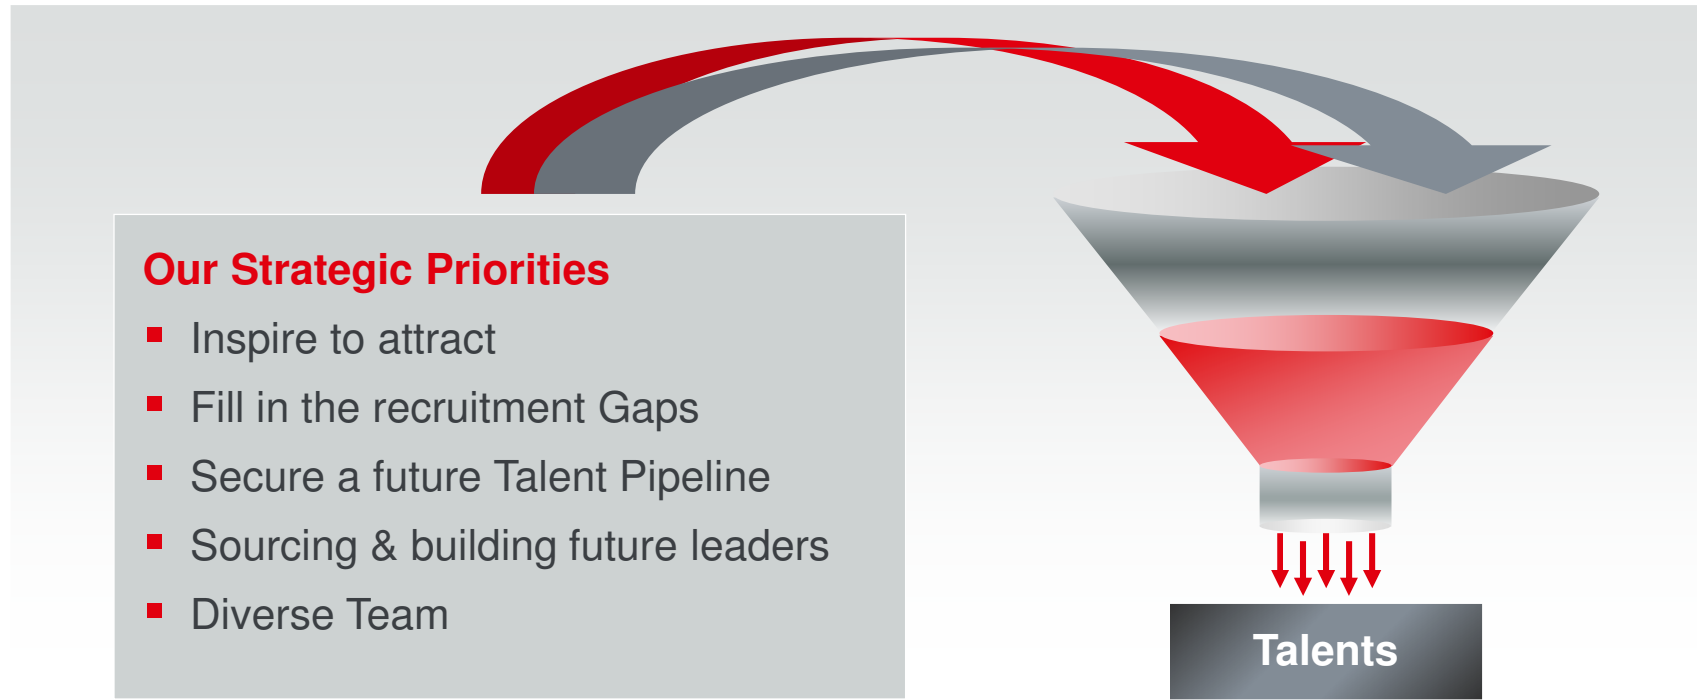 Our Strategic Priorities
Inspire to attract
Fill in the recruitment Gaps
Secure a future Talent Pipeline
Sourcing & building future leaders
Diverse Team
Talents